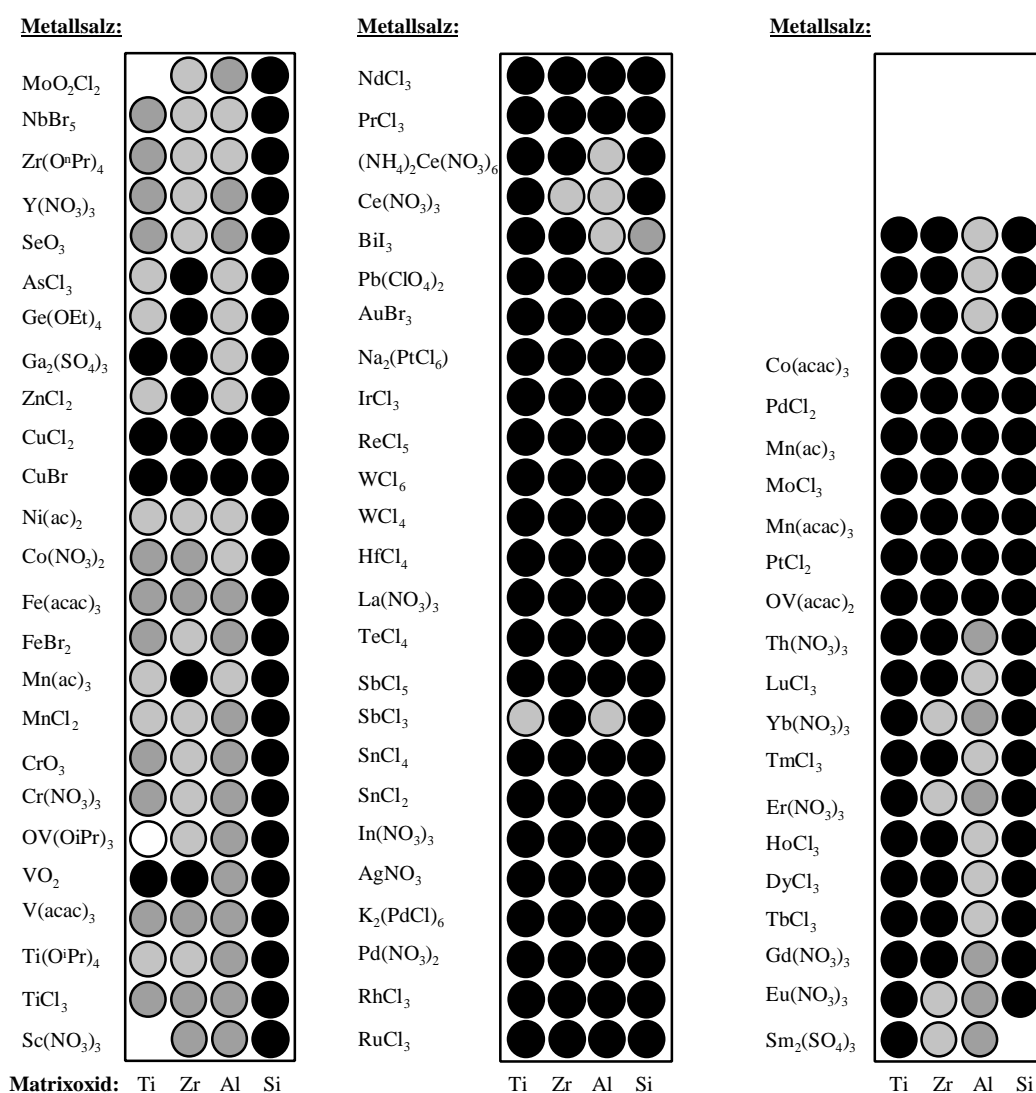 Metallsalz:
MoO₂Cl₂
NbBr₅
Zr(OⁿPr)₄
Y(NO₃)₃
SeO₃
AsCl₃
Ge(OEt)₄
Ga₂(SO₄)₃
ZnCl₂
CuCl₂
CuBr
Ni(ac)₂
Co(NO₃)₂
Fe(acac)₃
FeBr₂
Mn(ac)₃
MnCl₂
CrO₃
Cr(NO₃)₃
OV(OiPr)₃
VO₂
V(acac)₃
Ti(OⁱPr)₄
TiCl₃
Sc(NO₃)₃
Matrixoxid: Ti Zr Al Si
Metallsalz:
NdCl₃
PrCl₃
(NH₄)₂Ce(NO₃)₆
Ce(NO₃)₃
BiI₃
Pb(ClO₄)₂
AuBr₃
Na₂(PtCl₆)
IrCl₃
ReCl₅
WCl₆
WCl₄
HfCl₄
La(NO₃)₃
TeCl₄
SbCl₅
SbCl₃
SnCl₄
SnCl₂
In(NO₃)₃
AgNO₃
K₂(PdCl)₆
Pd(NO₃)₂
RhCl₃
RuCl₃
Ti Zr Al Si
Metallsalz:
Co(acac)₃
PdCl₂
Mn(ac)₃
MoCl₃
Mn(acac)₃
PtCl₂
OV(acac)₂
Th(NO₃)₃
LuCl₃
Yb(NO₃)₃
TmCl₃
Er(NO₃)₃
HoCl₃
DyCl₃
TbCl₃
Gd(NO₃)₃
Eu(NO₃)₃
Sm₂(SO₄)₃
Ti Zr Al Si